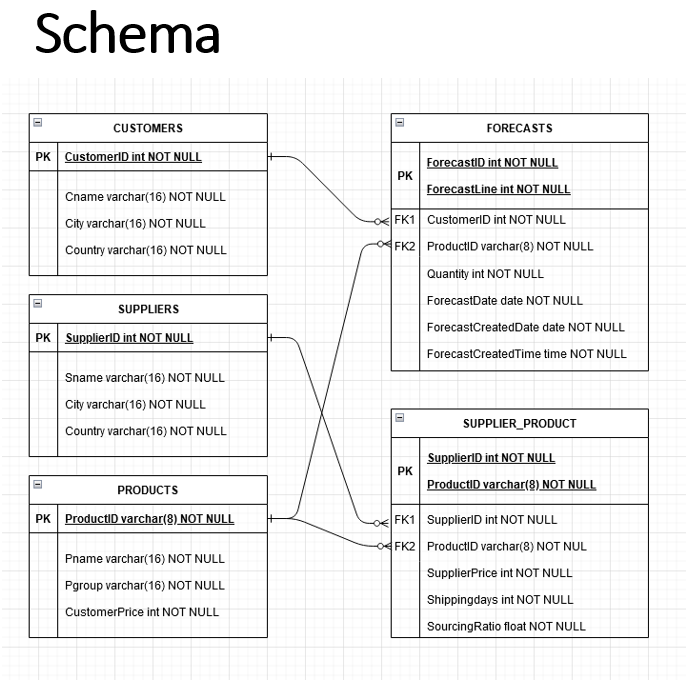 Schema
CUSTOMERS
PK CustomerID int NOT NULL
Cname varchar(16) NOT NULL
City varchar(16) NOT NULL
Country varchar(16) NOT NULL
SUPPLIERS
PK SupplierID int NOT NULL
Sname varchar(16) NOT NULL
City varchar(16) NOT NULL
Country varchar(16) NOT NULL
PRODUCTS
PK ProductID varchar(8) NOT NULL
Pname varchar(16) NOT NULL
Pgroup varchar(16) NOT NULL
CustomerPrice int NOT NULL
FORECASTS
PK
ForecastID int NOT NULL
ForecastLine int NOT NULL
FK1 CustomerID int NOT NULL
FK2 ProductID varchar(8) NOT NULL
Quantity int NOT NULL
ForecastDate date NOT NULL
ForecastCreatedDate date NOT NULL
ForecastCreatedTime time NOT NULL
SUPPLIER_PRODUCT
PK
SupplierID int NOT NULL
ProductID varchar(8) NOT NULL
FK1 SupplierID int NOT NULL
FK2 ProductID varchar(8) NOT NUL
SupplierPrice int NOT NULL
Shippingdays int NOT NULL
SourcingRatio float NOT NULL